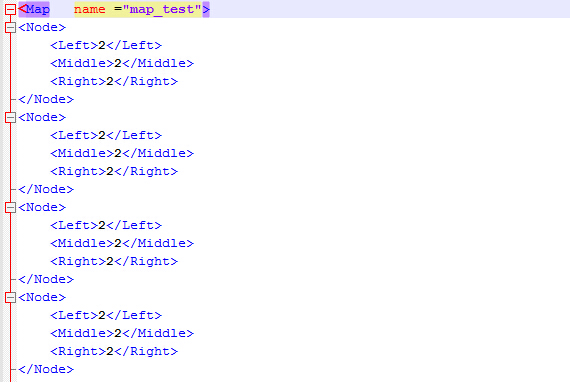 <Map   name ="map_test">
<Node>
    <Left>2</Left>
    <Middle>2</Middle>
    <Right>2</Right>
</Node>
<Node>
    <Left>2</Left>
    <Middle>2</Middle>
    <Right>2</Right>
</Node>
<Node>
    <Left>2</Left>
    <Middle>2</Middle>
    <Right>2</Right>
</Node>
<Node>
    <Left>2</Left>
    <Middle>2</Middle>
    <Right>2</Right>
</Node>